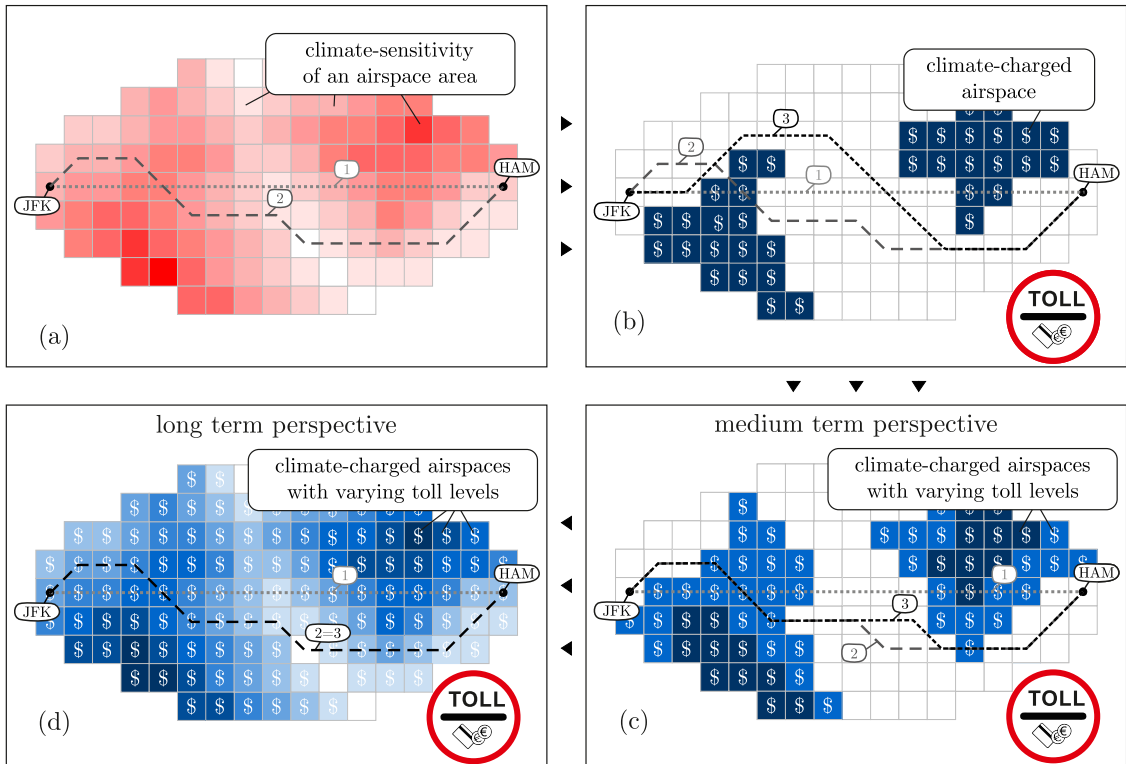 climate-sensitivity
of an airspace area
1
2
JFK
HAM
(a)
climate-charged
airspace
$ $
$ $ $ $ $ $
$ $ $ $ $ $
3
2
1
$ $
$ $
$ $
JFK
HAM
$ $ $ $
$
$ $ $ $ $
$ $ $
$ $
TOLL
€
€
(b)
long term perspective
climate-charged airspaces
with varying toll levels
$ $
$ $ $ $ $
$ $ $ $ $ $ $ $ $ $ $ $ $ $ $
$ $ $ $ $ $ $ $ $ $ $ $ $ $ $ $ $
1
JFK
HAM
2=3
TOLL
€
€
(d)
medium term perspective
climate-charged airspaces
with varying toll levels
1
JFK
HAM
3
2
TOLL
€
€
(c)